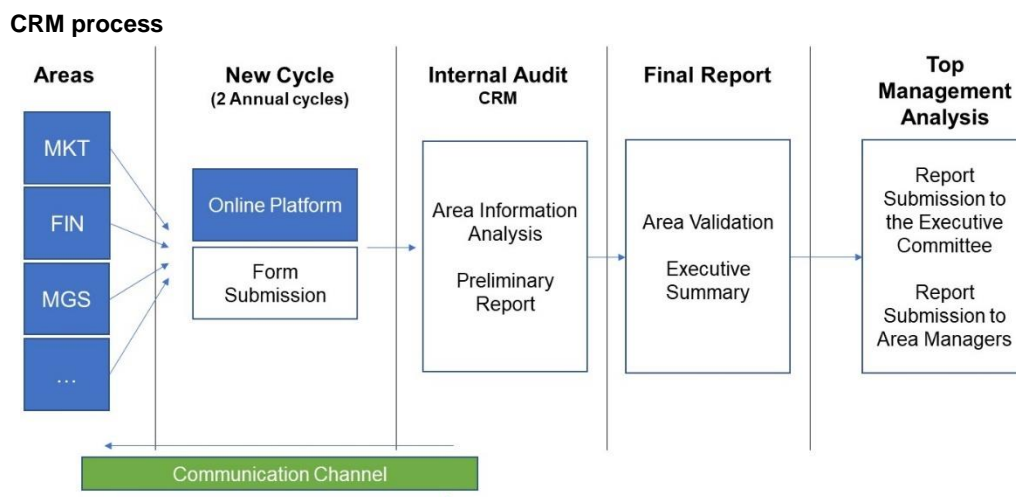 CRM process
Areas
New Cycle
(2 Annual cycles)
Internal Audit
CRM
Final Report
Top
Management
Analysis
MKT
FIN
MGS
...
Online Platform
Form
Submission
Area Information
Analysis
Preliminary
Report
Area Validation
Executive
Summary
Report
Submission to
the Executive
Committee
Report
Submission to
Area Managers
Communication Channel